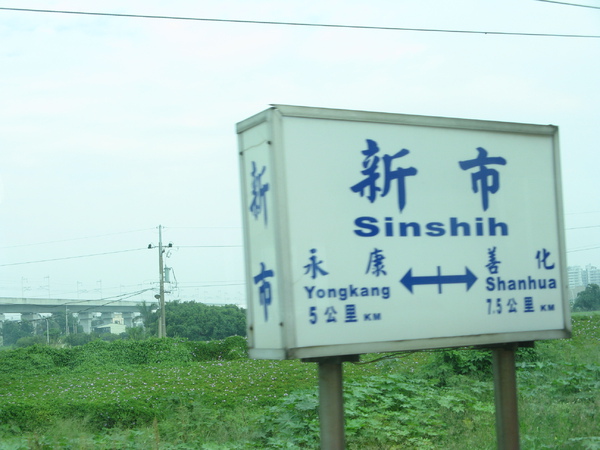 新市
新市
Sinshih
永康 善化
Yongkang Shanhua
5公里 KM 7.5公里 KM